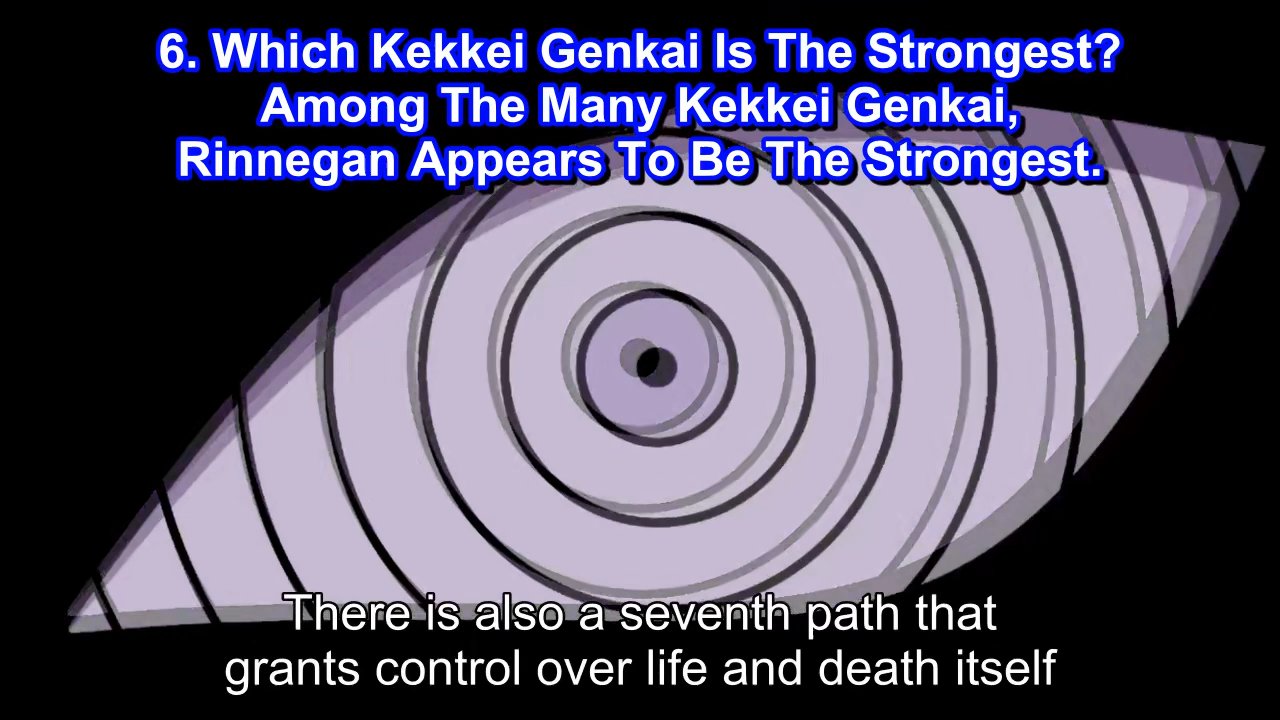 6. Which Kekkei Genkai Is The Strongest?
Among The Many Kekkei Genkai,
Rinnegan Appears To Be The Strongest.
There is also a seventh path that
grants control over life and death itself